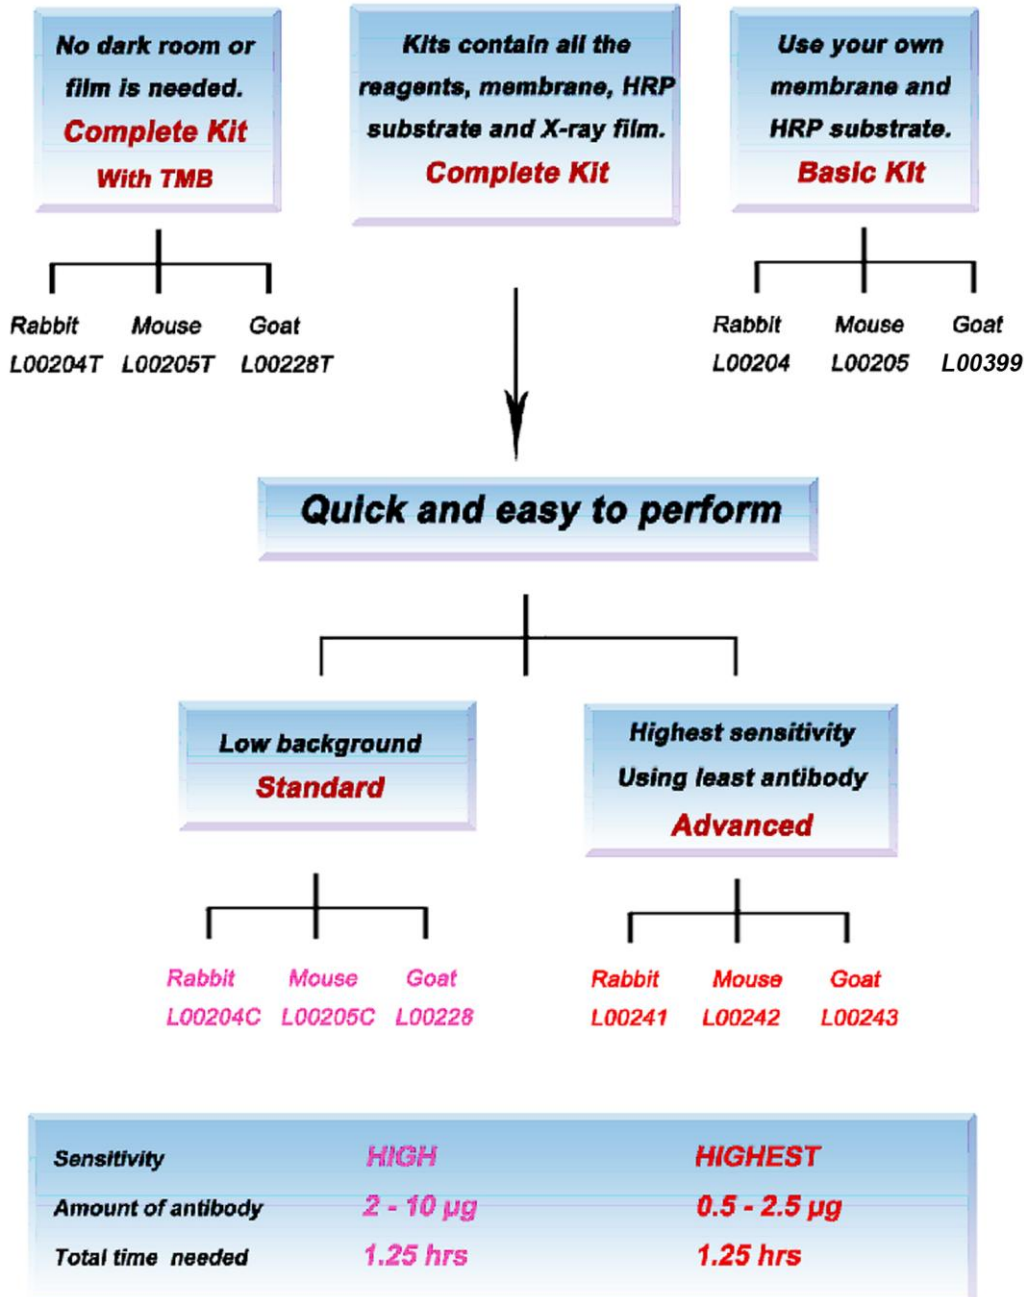 No dark room or
film is needed.
Complete Kit
With TMB
Kits contain all the
reagents, membrane, HRP
substrate and X-ray film.
Complete Kit
Use your own
membrane and
HRP substrate.
Basic KIt
Rabbit Mouse Goat
L00204T L00205T L00228T
Rabbit Mouse Goat
L00204 L00205 L00399
Quick and easy to perform
Low background
Standard
Highest sensitivity
Using least antibody
Advanced
Rabbit Mouse Goat
L00204C L00205C L00228
Rabbit Mouse Goat
L00241 L00242 L00243
Sensitivity HIGH HIGHEST
Amount of antibody 2 - 10 µg 0.5 - 2.5 µg
Total time needed 1.25 hrs 1.25 hrs